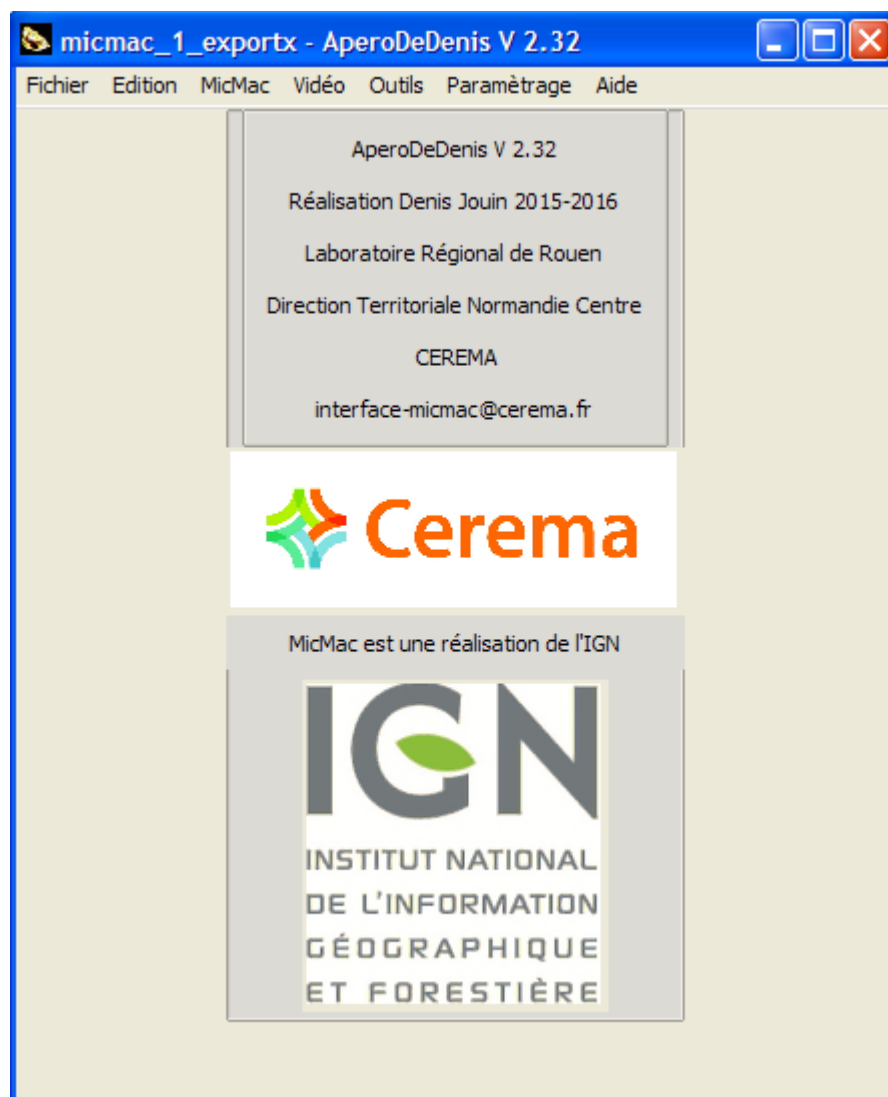 micmac_1_exportx - AperoDeDenis V 2.32
Fichier Edition MicMac Vidéo Outils Paramètrage Aide
AperoDeDenis V 2.32
Réalisation Denis Jouin 2015-2016
Laboratoire Régional de Rouen
Direction Territoriale Normandie Centre
CEREMA
interface-micmac@cerema.fr
Cerema
MicMac est une réalisation de l'IGN
IGN
INSTITUT NATIONAL
DE L'INFORMATION
GÉOGRAPHIQUE
ET FORESTIÈRE